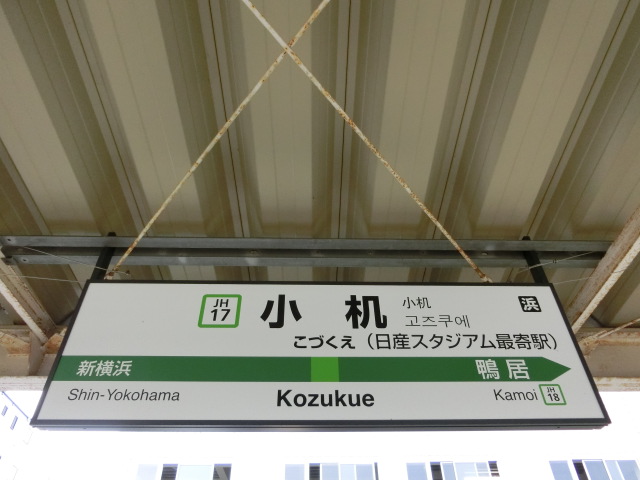 JH 17 小机 小机 浜
고즈쿠에
こづくえ（日産スタジアム最寄駅）
新横浜 鴨居
Shin-Yokohama Kozukue Kamoi JH 18